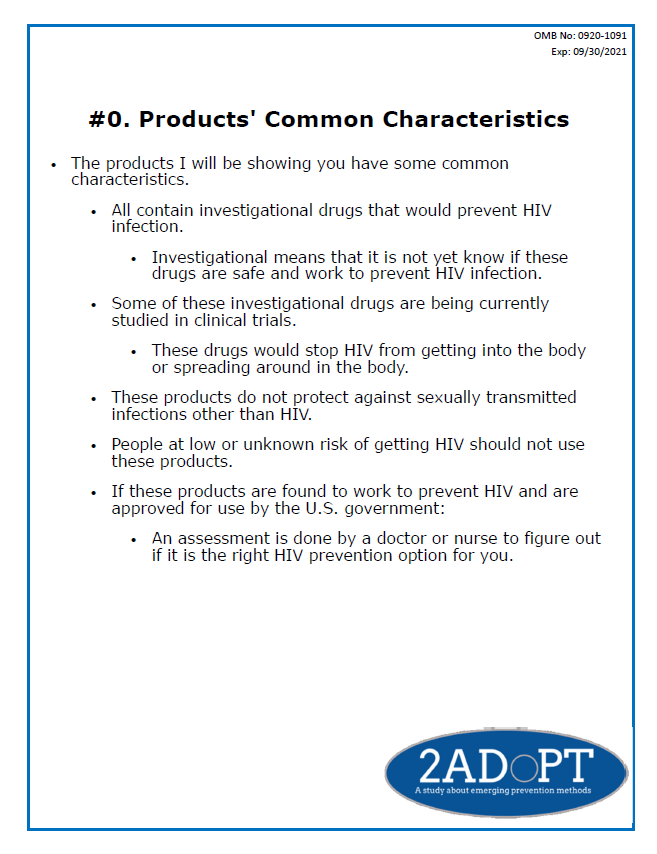 OMB No: 0920-1091
Exp: 09/30/2021
#0. Products' Common Characteristics
• The products I will be showing you have some common
characteristics.
• All contain investigational drugs that would prevent HIV
infection.
• Investigational means that it is not yet know if these
drugs are safe and work to prevent HIV infection.
• Some of these investigational drugs are being currently
studied in clinical trials.
• These drugs would stop HIV from getting into the body
or spreading around in the body.
• These products do not protect against sexually transmitted
infections other than HIV.
• People at low or unknown risk of getting HIV should not use
these products.
• If these products are found to work to prevent HIV and are
approved for use by the U.S. government:
• An assessment is done by a doctor or nurse to figure out
if it is the right HIV prevention option for you.
2ADOPT
A study about emerging prevention methods